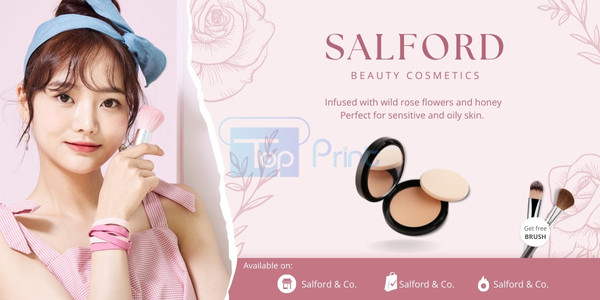 SALFORD
BEAUTY COSMETICS
Infused with wild rose flowers and honey
Perfect for sensitive and oily skin.
Top Print
Get free
BRUSH
Available on:
Salford & Co.
Salford & Co.
Salford & Co.